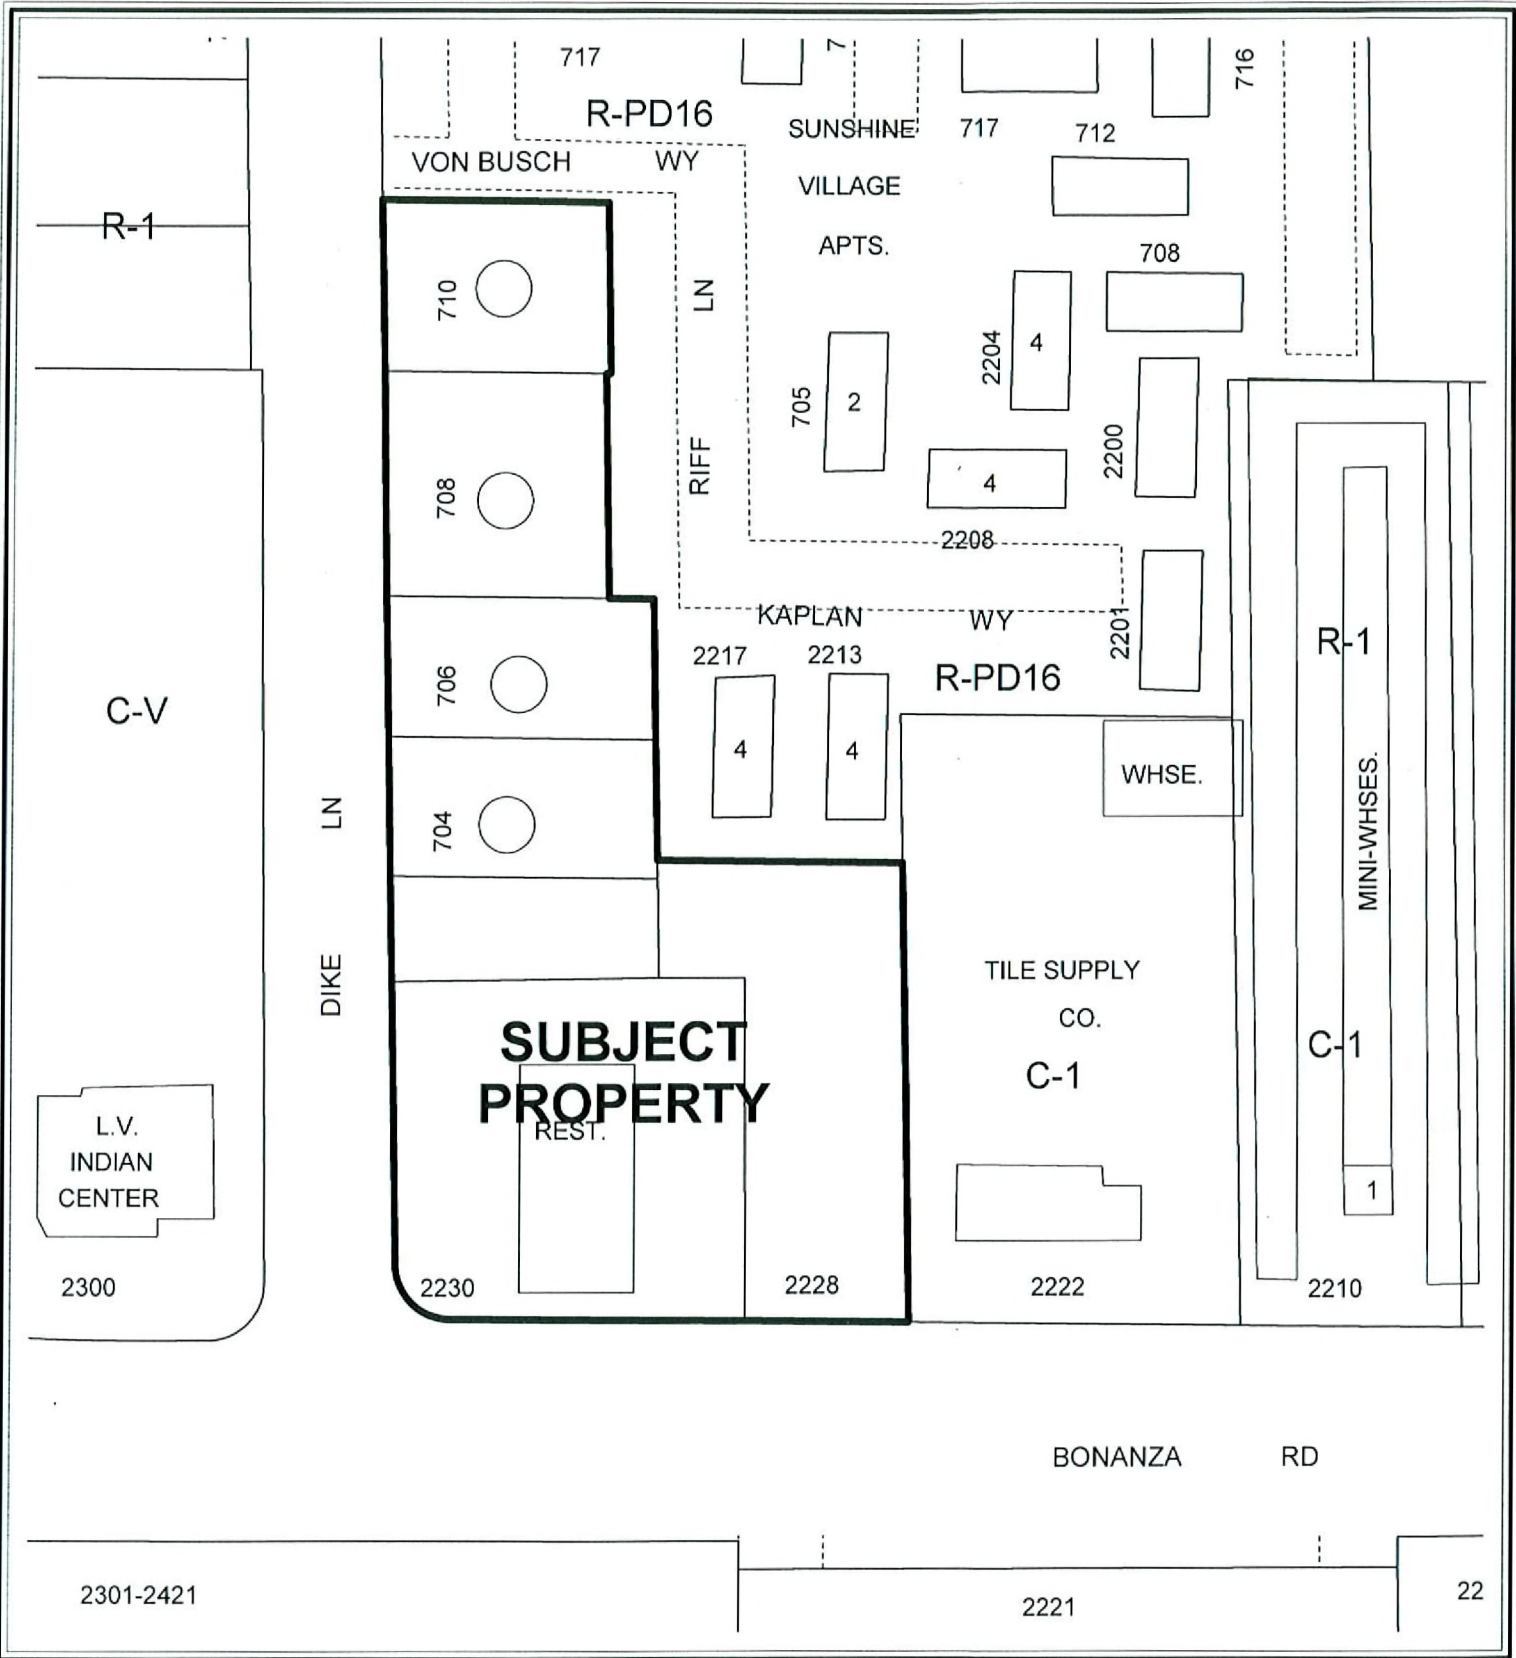 717
7
716
R-PD16
SUNSHINE
717
712
VON BUSCH WY
VILLAGE
R-1
APTS.
708
710
LN
2204
4
705
2
2200
RIFF
708
4
2208
KAPLAN WY
2201
R-1
2217
2213
R-PD16
706
C-V
4
4
WHSE.
MINI-WHSES.
704
LN
DIKE
TILE SUPPLY
CO.
SUBJECT
PROPERTY
C-1
C-1
REST.
L.V.
INDIAN
CENTER
1
2300
2230
2228
2222
2210
BONANZA RD
2301-2421
2221
22